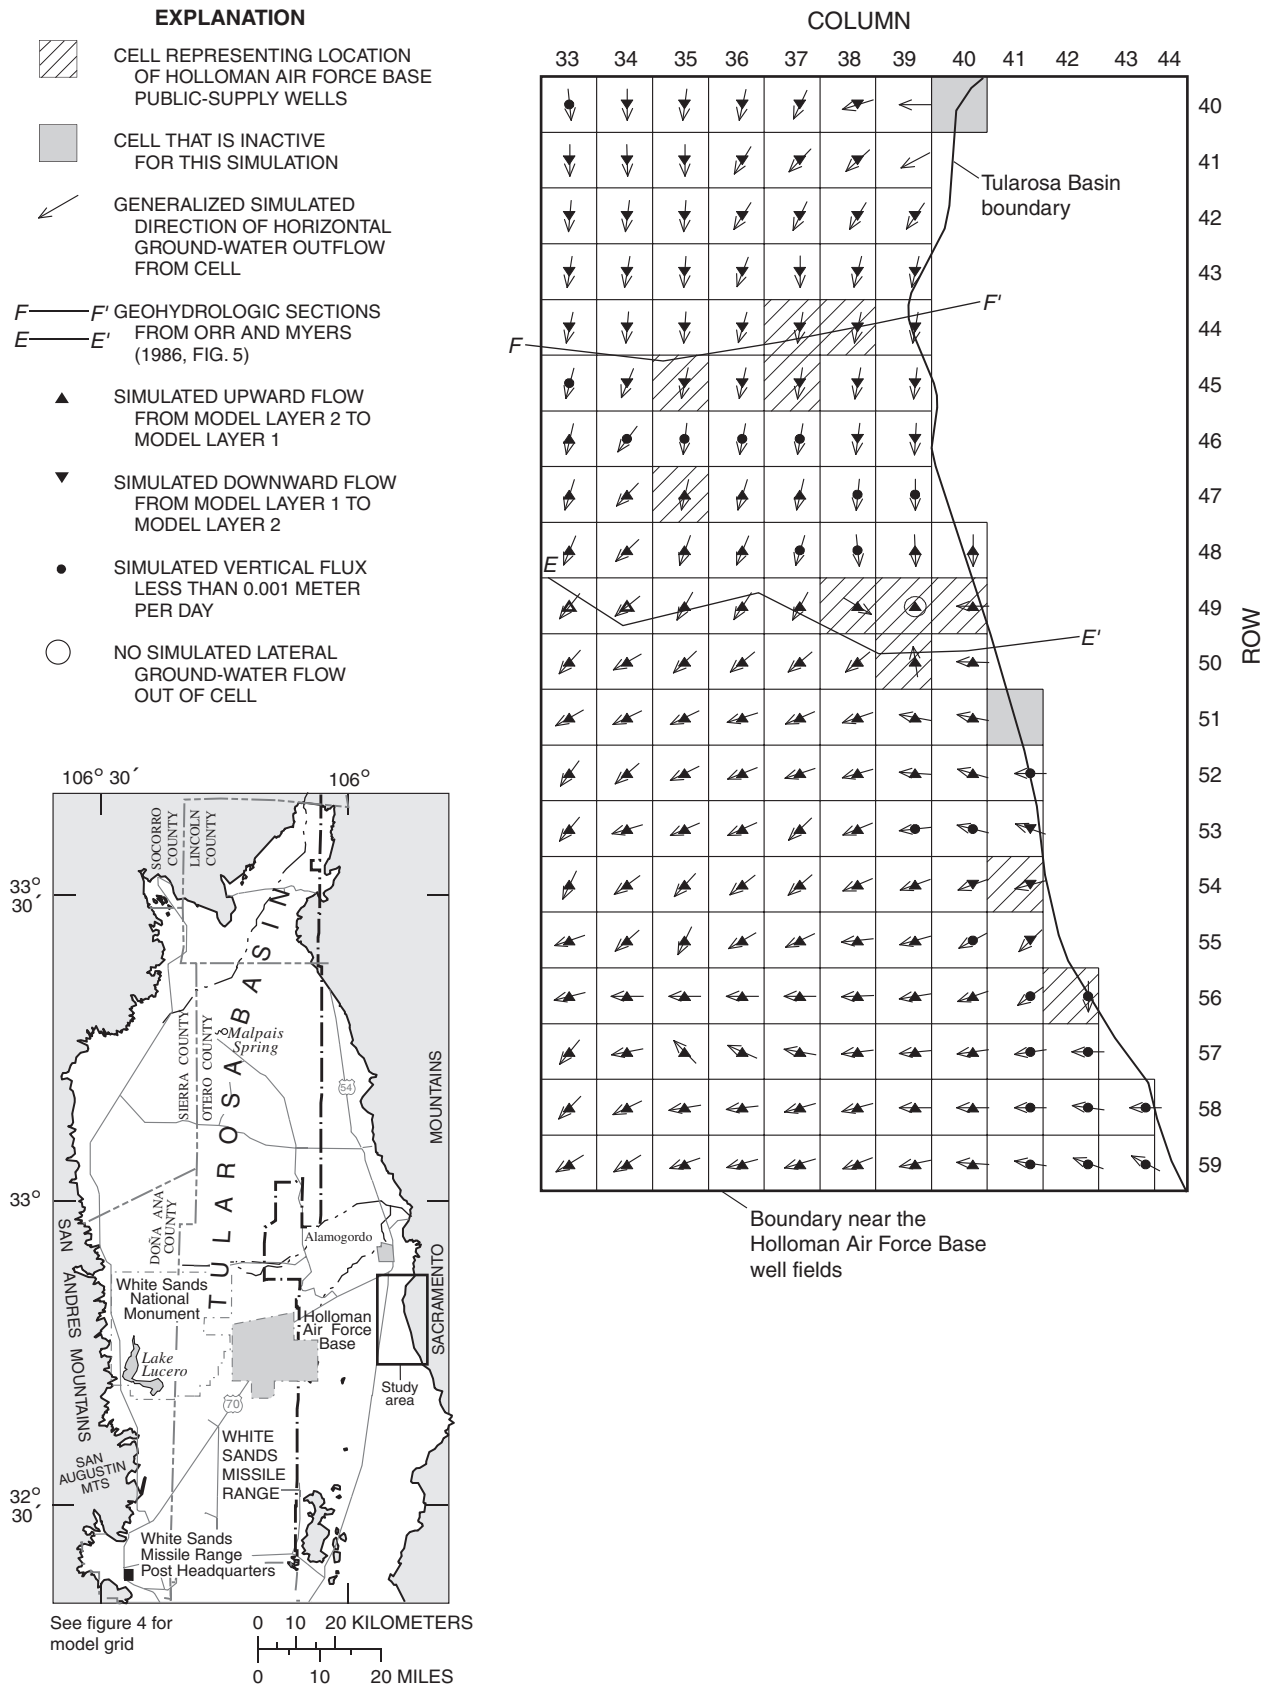 EXPLANATION
CELL REPRESENTING LOCATION
OF HOLLOMAN AIR FORCE BASE
PUBLIC-SUPPLY WELLS
CELL THAT IS INACTIVE
FOR THIS SIMULATION
GENERALIZED SIMULATED
DIRECTION OF HORIZONTAL
GROUND-WATER OUTFLOW
FROM CELL
F F' GEOHYDROLOGIC SECTIONS
E E' FROM ORR AND MYERS
(1986, FIG. 5)
SIMULATED UPWARD FLOW
FROM MODEL LAYER 2 TO
MODEL LAYER 1
SIMULATED DOWNWARD FLOW
FROM MODEL LAYER 1 TO
MODEL LAYER 2
SIMULATED VERTICAL FLUX
LESS THAN 0.001 METER
PER DAY
NO SIMULATED LATERAL
GROUND-WATER FLOW
OUT OF CELL
COLUMN
33 34 35 36 37 38 39 40 41 42 43 44
40
41
42
43
44
45
46
47
48
49
50
51
52
53
54
55
56
57
58
59
ROW
Tularosa Basin
boundary
F
F'
E
E'
Boundary near the
Holloman Air Force Base
well fields
106° 30´
106°
33°
30´
33°
32°
30´
SOCORRO
COUNTY
LINCOLN
COUNTY
TULAROSA BASIN
Malpais
Spring
SIERRA COUNTY
OTERO COUNTY
54
MOUNTAINS
DOÑA ANA
COUNTY
Alamogordo
SAN ANDRES MOUNTAINS
White Sands
National
Monument
Holloman
Air Force
Base
SACRAMENTO
Lake
Lucero
Study
area
70
WHITE
SANDS
MISSILE
RANGE
SAN
AUGUSTIN
MTS
White Sands
Missile Range
Post Headquarters
See figure 4 for
model grid
0 10 20 KILOMETERS
0 10 20 MILES